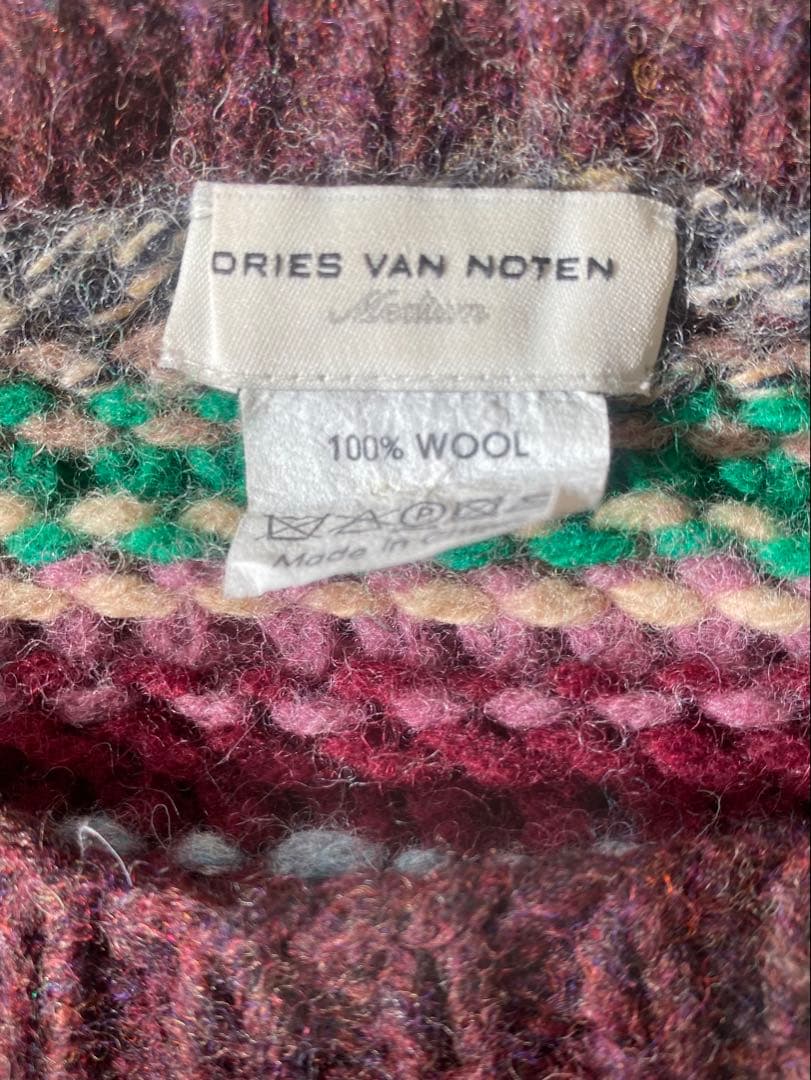 DRIES VAN NOTEN
Medium
100% WOOL
Made in